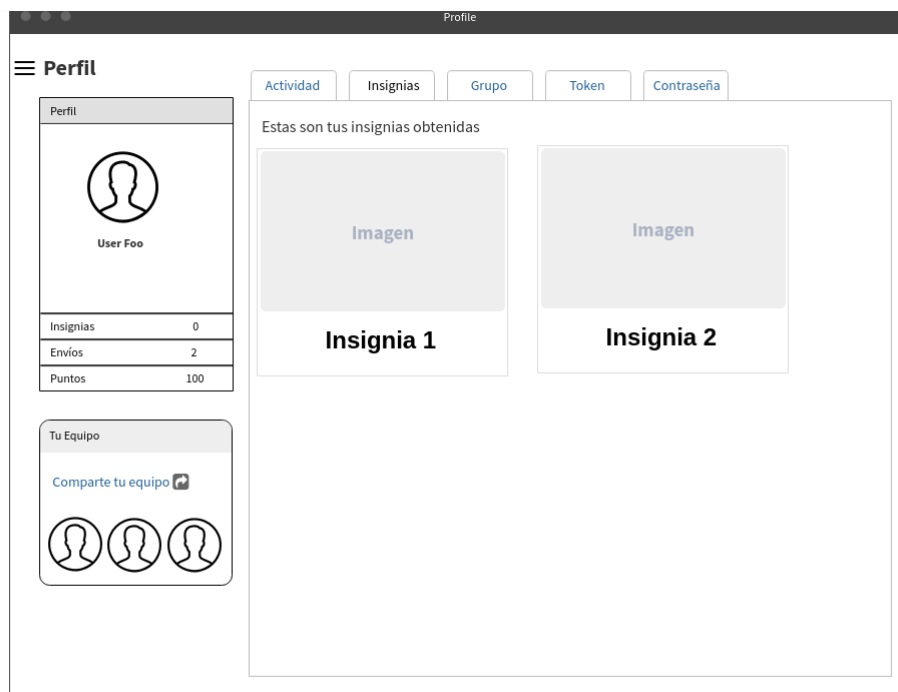 Profile
Perfil
Actividad
Insignias
Grupo
Token
Contraseña
Perfil
User Foo
Insignias 0
Envíos 2
Puntos 100
Tu Equipo
Comparte tu equipo
Estas son tus insignias obtenidas
Imagen
Insignia 1
Imagen
Insignia 2